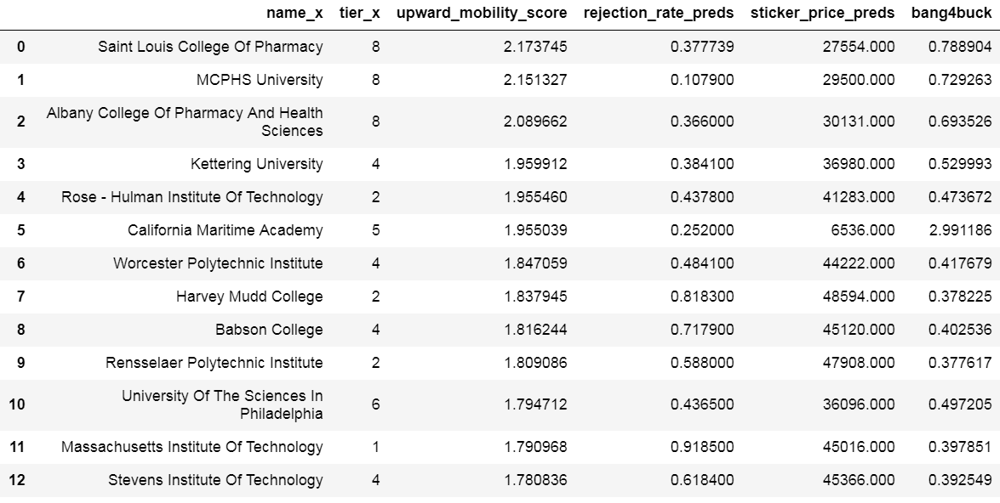 name_x tier_x upward_mobility_score rejection_rate_preds sticker_price_preds bang4buck
0 Saint Louis College Of Pharmacy 8 2.173745 0.377739 27554.000 0.788904
1 MCPHS University 8 2.151327 0.107900 29500.000 0.729263
2 Albany College Of Pharmacy And Health
Sciences 8 2.089662 0.366000 30131.000 0.693526
3 Kettering University 4 1.959912 0.384100 36980.000 0.529993
4 Rose - Hulman Institute Of Technology 2 1.955460 0.437800 41283.000 0.473672
5 California Maritime Academy 5 1.955039 0.252000 6536.000 2.991186
6 Worcester Polytechnic Institute 4 1.847059 0.484100 44222.000 0.417679
7 Harvey Mudd College 2 1.837945 0.818300 48594.000 0.378225
8 Babson College 4 1.816244 0.717900 45120.000 0.402536
9 Rensselaer Polytechnic Institute 2 1.809086 0.588000 47908.000 0.377617
10 University Of The Sciences In
Philadelphia 6 1.794712 0.436500 36096.000 0.497205
11 Massachusetts Institute Of Technology 1 1.790968 0.918500 45016.000 0.397851
12 Stevens Institute Of Technology 4 1.780836 0.618400 45366.000 0.392549